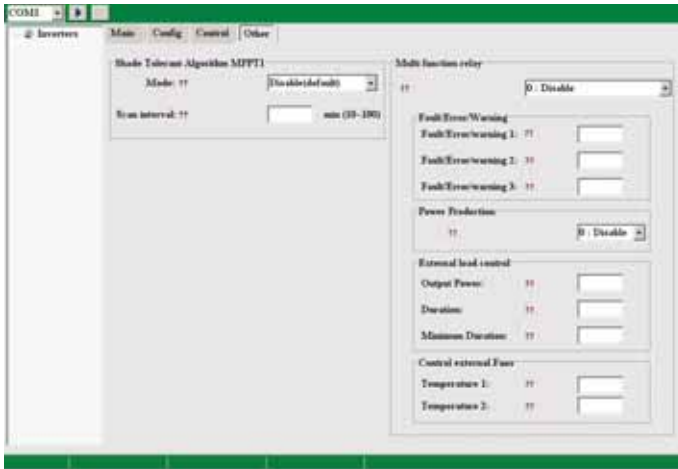 COM1
Inverters
Main Config Control Other
Shade Tolerant Algorithm MPPT1
Mode: ??
Disable(default)
Scan interval: ??
min (10~100)
Multi function relay
??
0 : Disable
Fault/Error/Warning
Fault/Error/warning 1: ??
Fault/Error/warning 2: ??
Fault/Error/warning 3: ??
Power Production
??
0 : Disable
External load control
Output Power: ??
Duration: ??
Minimum Duration: ??
Control external Fans
Temperature 1: ??
Temperature 2: ??